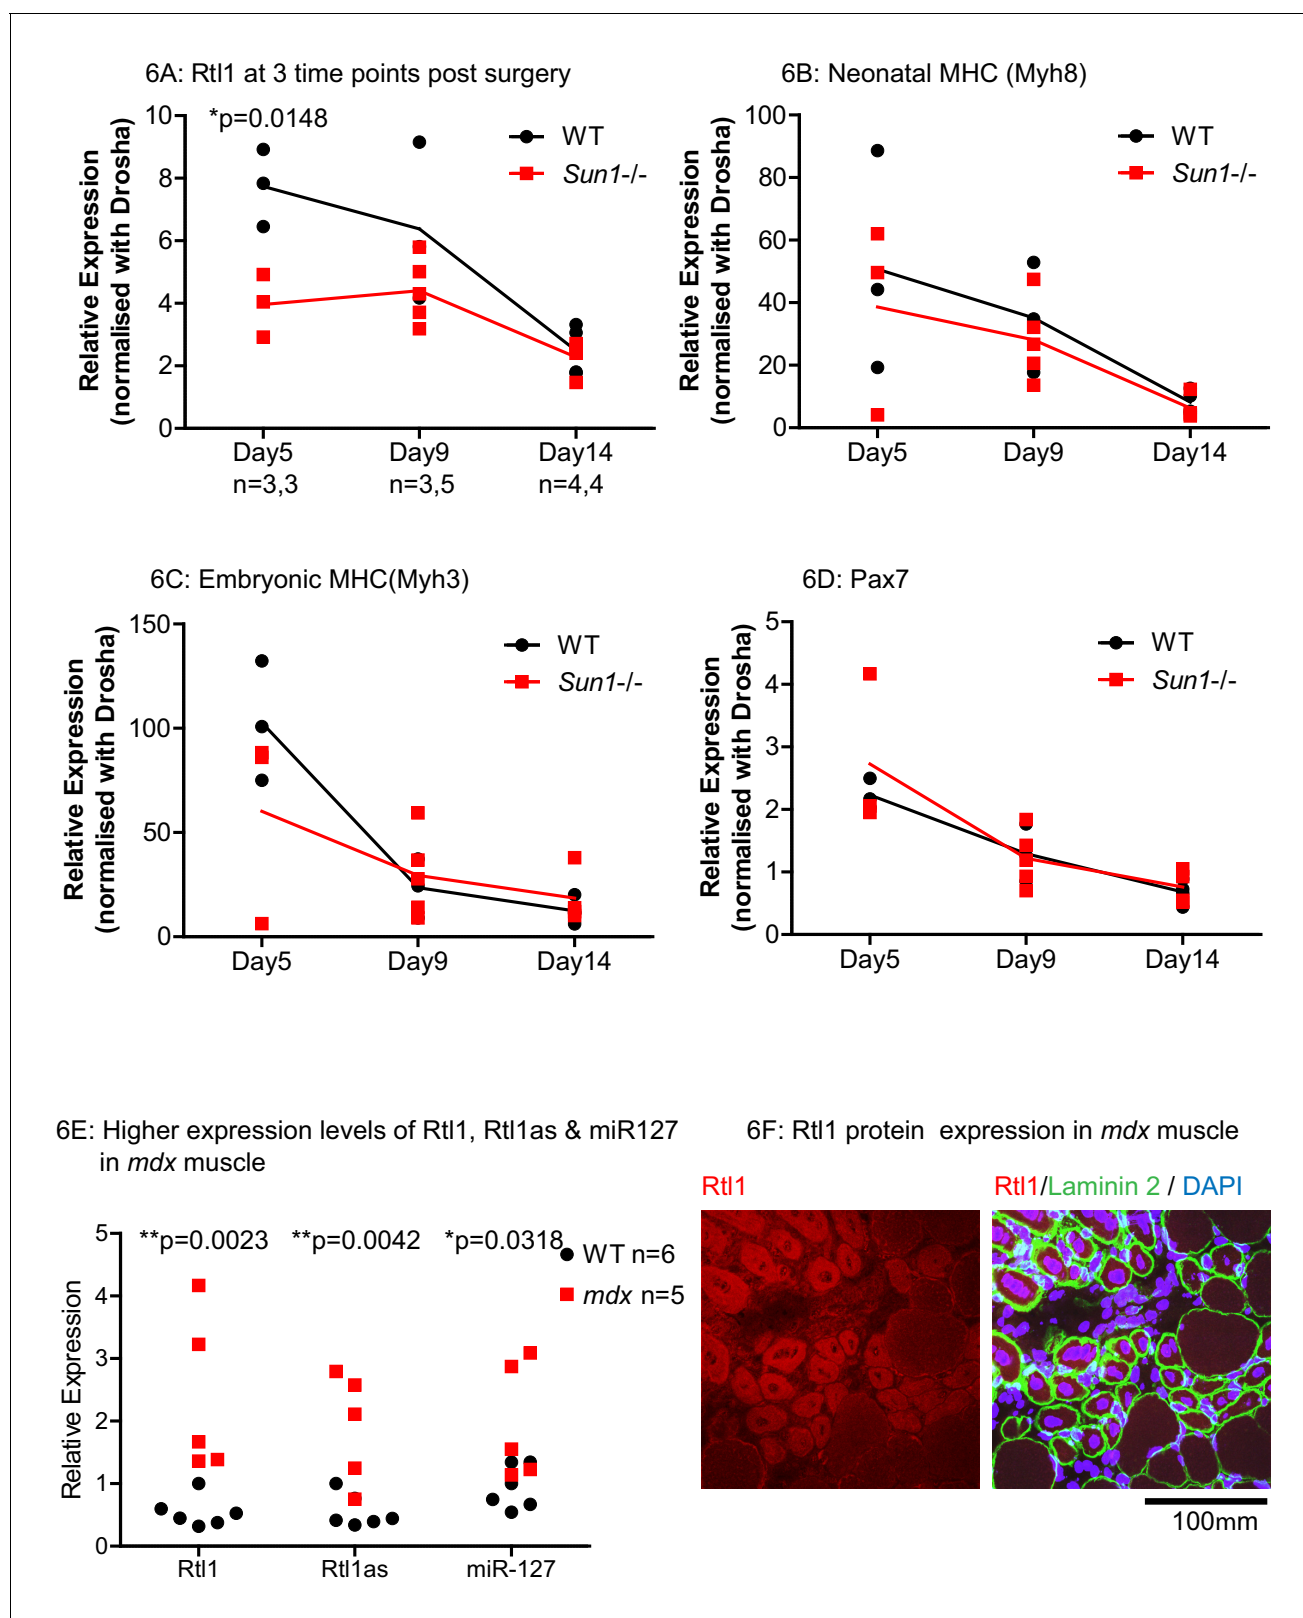 6A: Rtl1 at 3 time points post surgery
*p=0.0148
WT
Sun1-/-
Relative Expression
(normalised with Drosha)
10
8
6
4
2
0
Day5 Day9 Day14
n=3,3 n=3,5 n=4,4
6B: Neonatal MHC (Myh8)
WT
Sun1-/-
Relative Expression
(normalised with Drosha)
100
80
60
40
20
0
Day5 Day9 Day14
6C: Embryonic MHC(Myh3)
WT
Sun1-/-
Relative Expression
(normalised with Drosha)
150
100
50
0
Day5 Day9 Day14
6D: Pax7
WT
Sun1-/-
Relative Expression
(normalised with Drosha)
5
4
3
2
1
0
Day5 Day9 Day14
6E: Higher expression levels of Rtl1, Rtl1as & miR127
in mdx muscle
**p=0.0023 **p=0.0042 *p=0.0318
WT n=6
mdx n=5
Relative Expression
5
4
3
2
1
0
Rtl1 Rtl1as miR-127
6F: Rtl1 protein expression in mdx muscle
Rtl1
Rtl1/Laminin 2 / DAPI
100mm